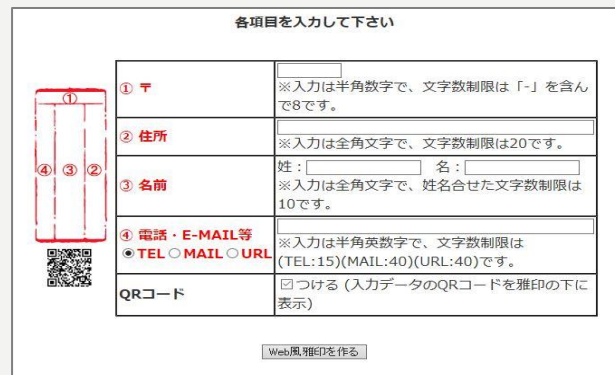 各項目を入力して下さい
①
④ ③ ②
① 〒
※入力は半角数字で、文字数制限は「-」を含ん
で8です。
② 住所
※入力は全角文字で、文字数制限は20です。
③ 名前
姓： 名：
※入力は全角文字で、姓名合せた文字数制限は
10です。
④ 電話・E-MAIL等
TEL MAIL URL
※入力は半角英数字で、文字数制限は
(TEL:15)(MAIL:40)(URL:40)です。
QRコード
つける (入力データのQRコードを雅印の下に
表示)
Web風雅印を作る